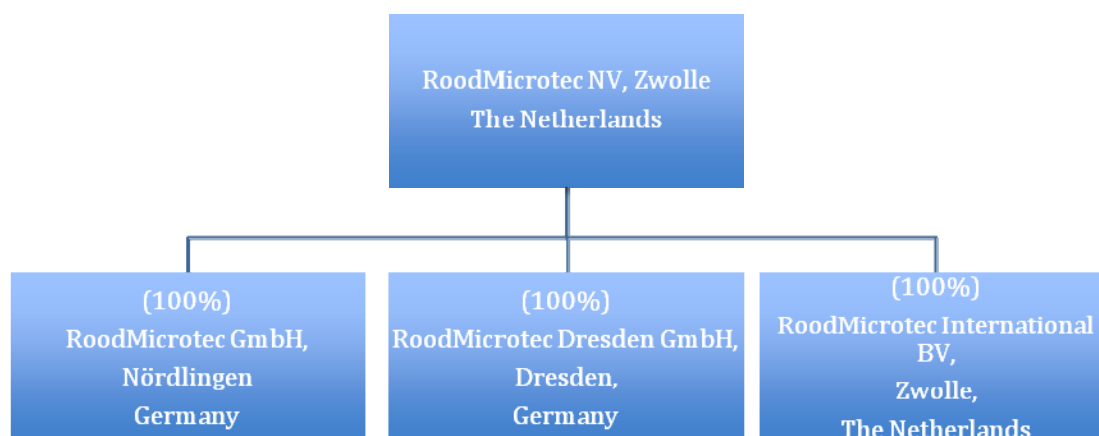 RoodMicrotec NV, Zwolle
The Netherlands
(100%)
RoodMicrotec GmbH,
Nördlingen
Germany
(100%)
RoodMicrotec Dresden GmbH,
Dresden,
Germany
(100%)
RoodMicrotec International
BV,
Zwolle,
The Netherlands